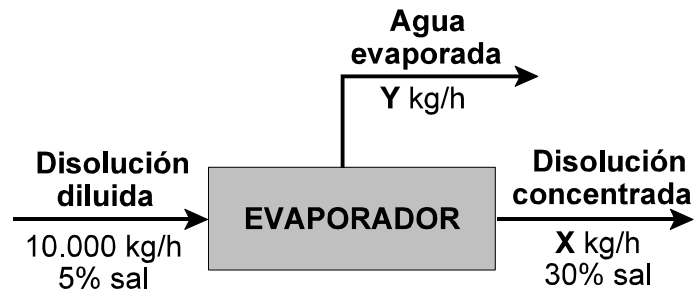 Agua
evaporada
Y kg/h
Disolución
diluida
10.000 kg/h
5% sal
EVAPORADOR
Disolución
concentrada
X kg/h
30% sal